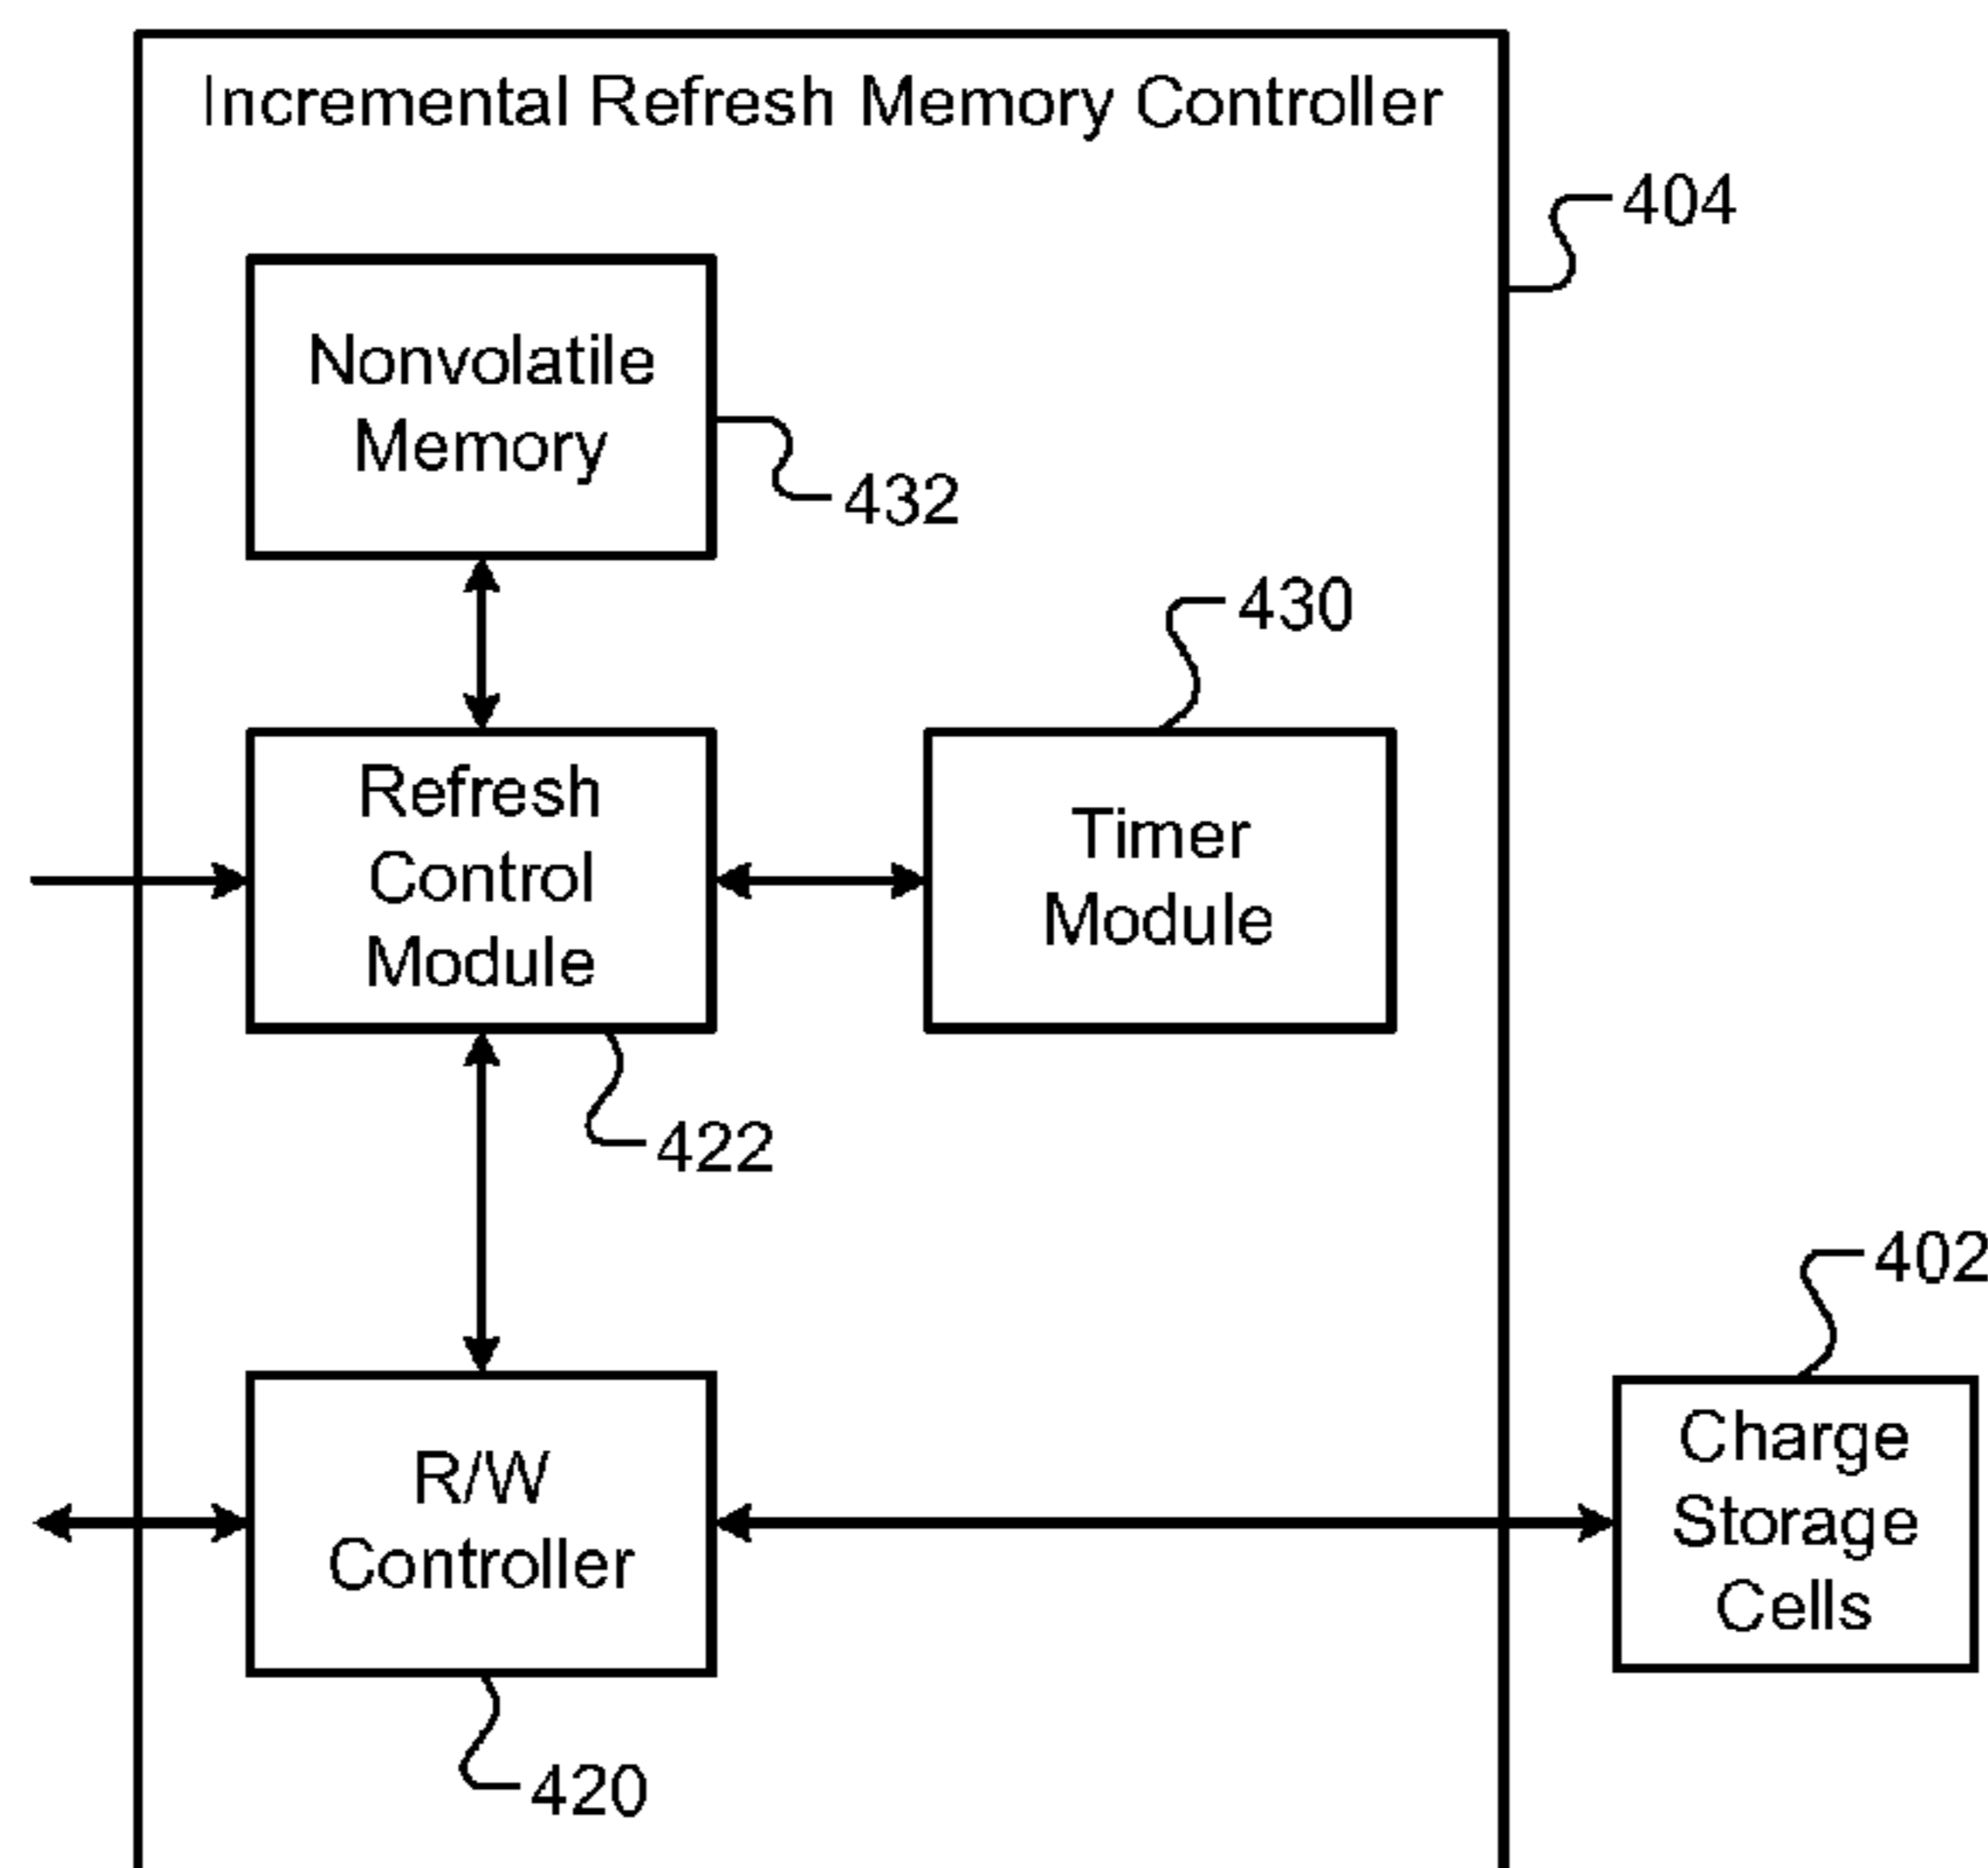 Incremental Refresh Memory Controller
404
Nonvolatile
Memory
432
430
Refresh
Control
Module
Timer
Module
422
402
R/W
Controller
Charge
Storage
Cells
420